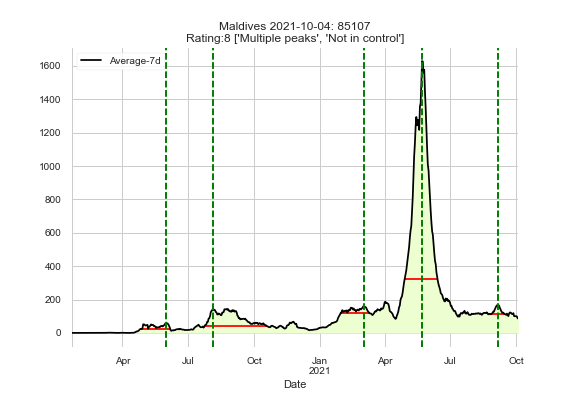 Maldives 2021-10-04: 85107
Rating:8 ['Multiple peaks', 'Not in control']
Average-7d
1600
1400
1200
1000
800
600
400
200
0
Apr Jul Oct Jan Apr Jul Oct
2021
Date